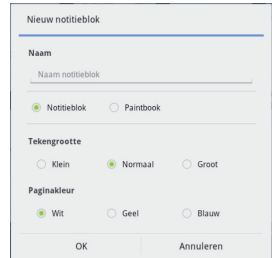 Nieuw notitieblok
Naam
Naam notitieblok
Notitieblok Paintbook
Tekengrootte
Klein Normaal Groot
Paginakleur
Wit Geel Blauw
OK Annuleren